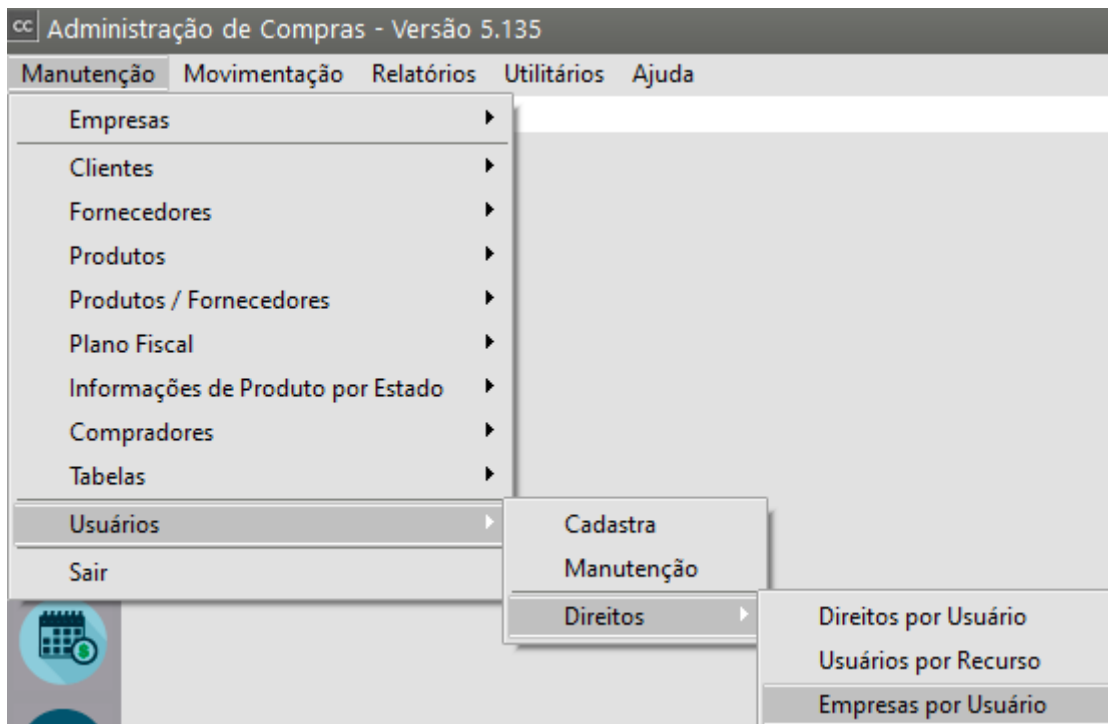 cc Administração de Compras - Versão 5.135
Manutenção Movimentação Relatórios Utilitários Ajuda
Empresas
Clientes
Fornecedores
Produtos
Produtos / Fornecedores
Plano Fiscal
Informações de Produto por Estado
Compradores
Tabelas
Usuários
Sair
Cadastra
Manutenção
Direitos
Direitos por Usuário
Usuários por Recurso
Empresas por Usuário